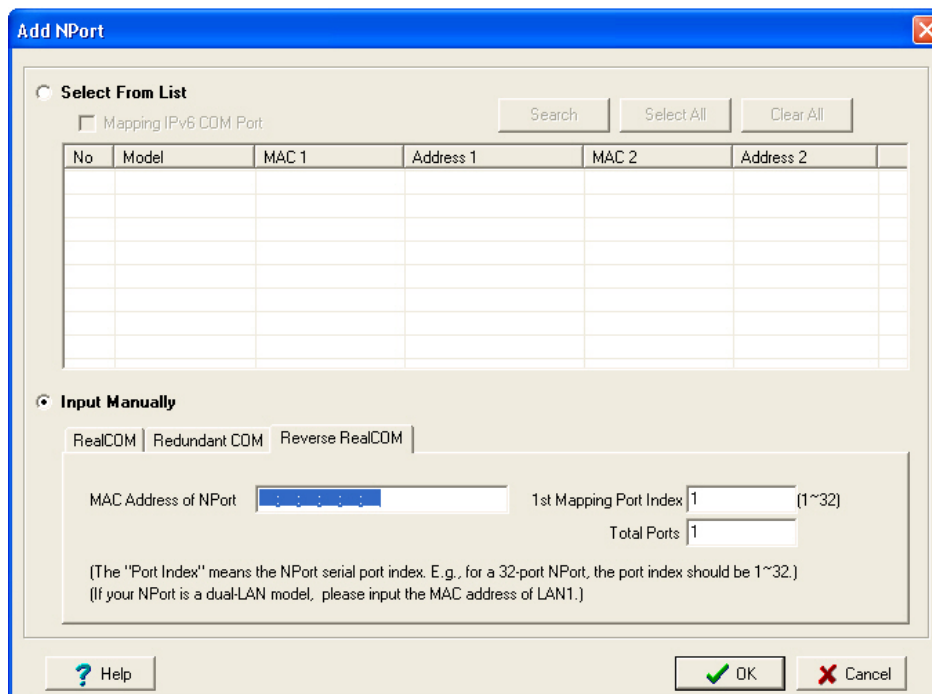 Add NPort
Select From List
Mapping IPv6 COM Port
Search
Select All
Clear All
No Model MAC 1 Address 1 MAC 2 Address 2
Input Manually
RealCOM Redundant COM Reverse RealCOM
MAC Address of NPort : : : : : 1st Mapping Port Index 1 (1~32)
Total Ports 1
(The "Port Index" means the NPort serial port index. E.g., for a 32-port NPort, the port index should be 1~32.)
(If your NPort is a dual-LAN model, please input the MAC address of LAN1.)
? Help
OK
Cancel